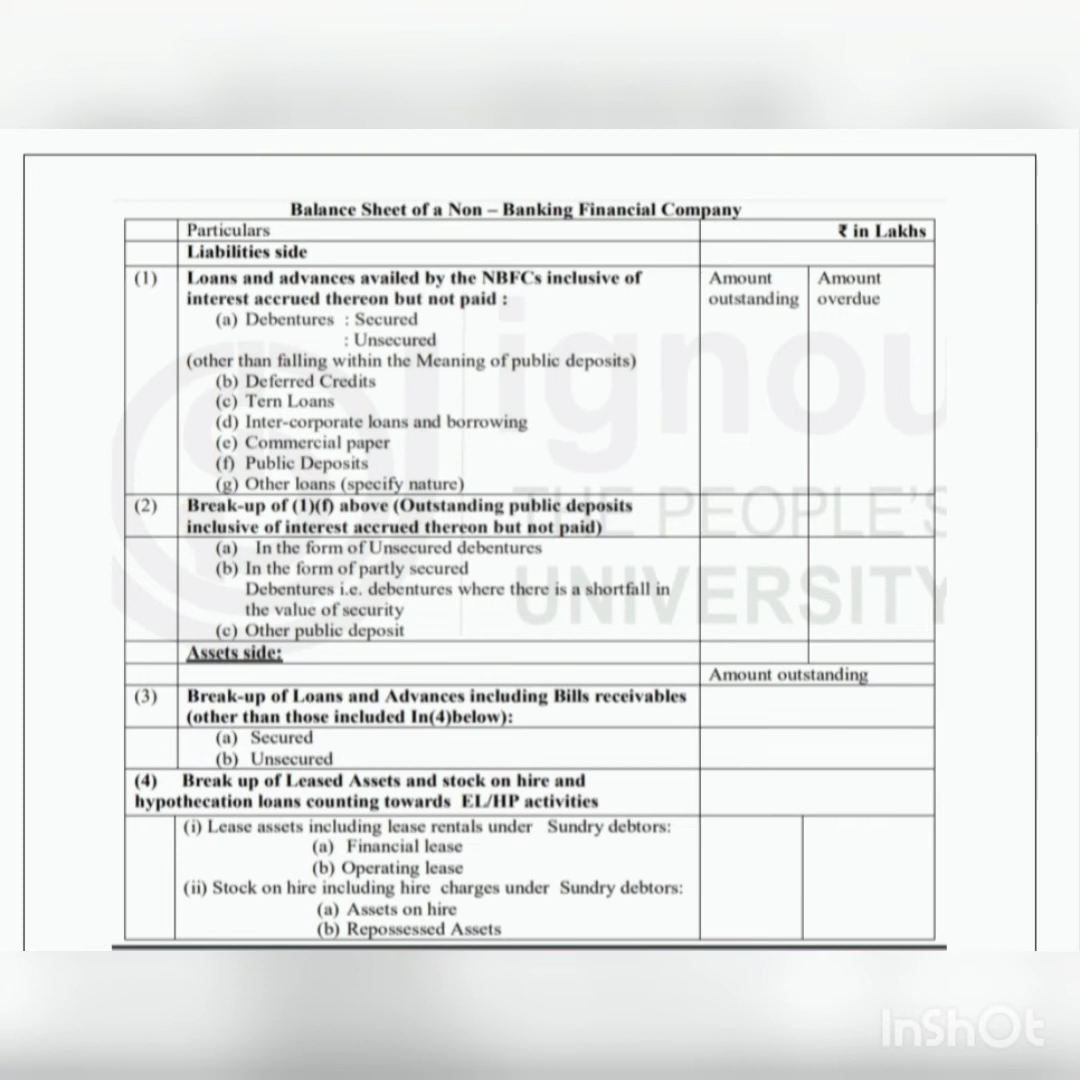 Balance Sheet of a Non – Banking Financial Company
Particulars ₹ in Lakhs
Liabilities side
(1) Loans and advances availed by the NBFCs inclusive of Amount Amount
interest accrued thereon but not paid : outstanding overdue
(a) Debentures : Secured
: Unsecured
(other than falling within the Meaning of public deposits)
(b) Deferred Credits
(c) Tern Loans
(d) Inter-corporate loans and borrowing
(e) Commercial paper
(f) Public Deposits
(g) Other loans (specify nature)
(2) Break-up of (1)(f) above (Outstanding public deposits
inclusive of interest accrued thereon but not paid)
(a) In the form of Unsecured debentures
(b) In the form of partly secured
Debentures i.e. debentures where there is a shortfall in
the value of security
(c) Other public deposit
Assets side:
Amount outstanding
(3) Break-up of Loans and Advances including Bills receivables
(other than those included In(4)below):
(a) Secured
(b) Unsecured
(4) Break up of Leased Assets and stock on hire and
hypothecation loans counting towards EL/HP activities
(i) Lease assets including lease rentals under Sundry debtors:
(a) Financial lease
(b) Operating lease
(ii) Stock on hire including hire charges under Sundry debtors:
(a) Assets on hire
(b) Repossessed Assets
ignou
THE PEOPLE'S
UNIVERSITY
InShOt